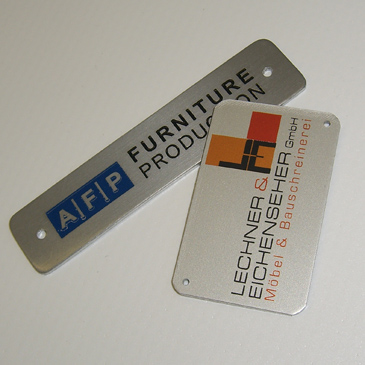 A|F|P
FURNITURE
PRODUCTION
LECHNER &
EICHENSEHER GmbH
Möbel & Bauschreinerei